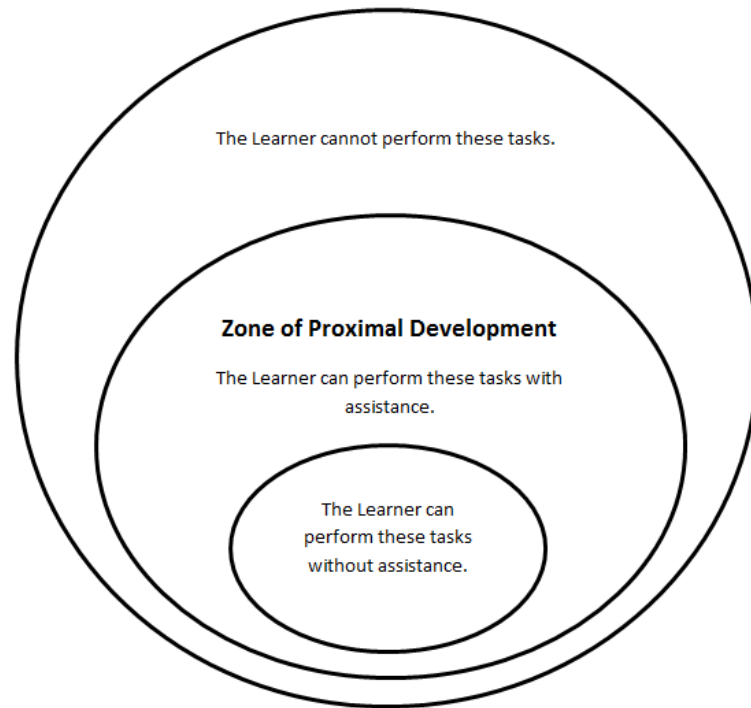 The Learner cannot perform these tasks.
Zone of Proximal Development
The Learner can perform these tasks with
assistance.
The Learner can
perform these tasks
without assistance.